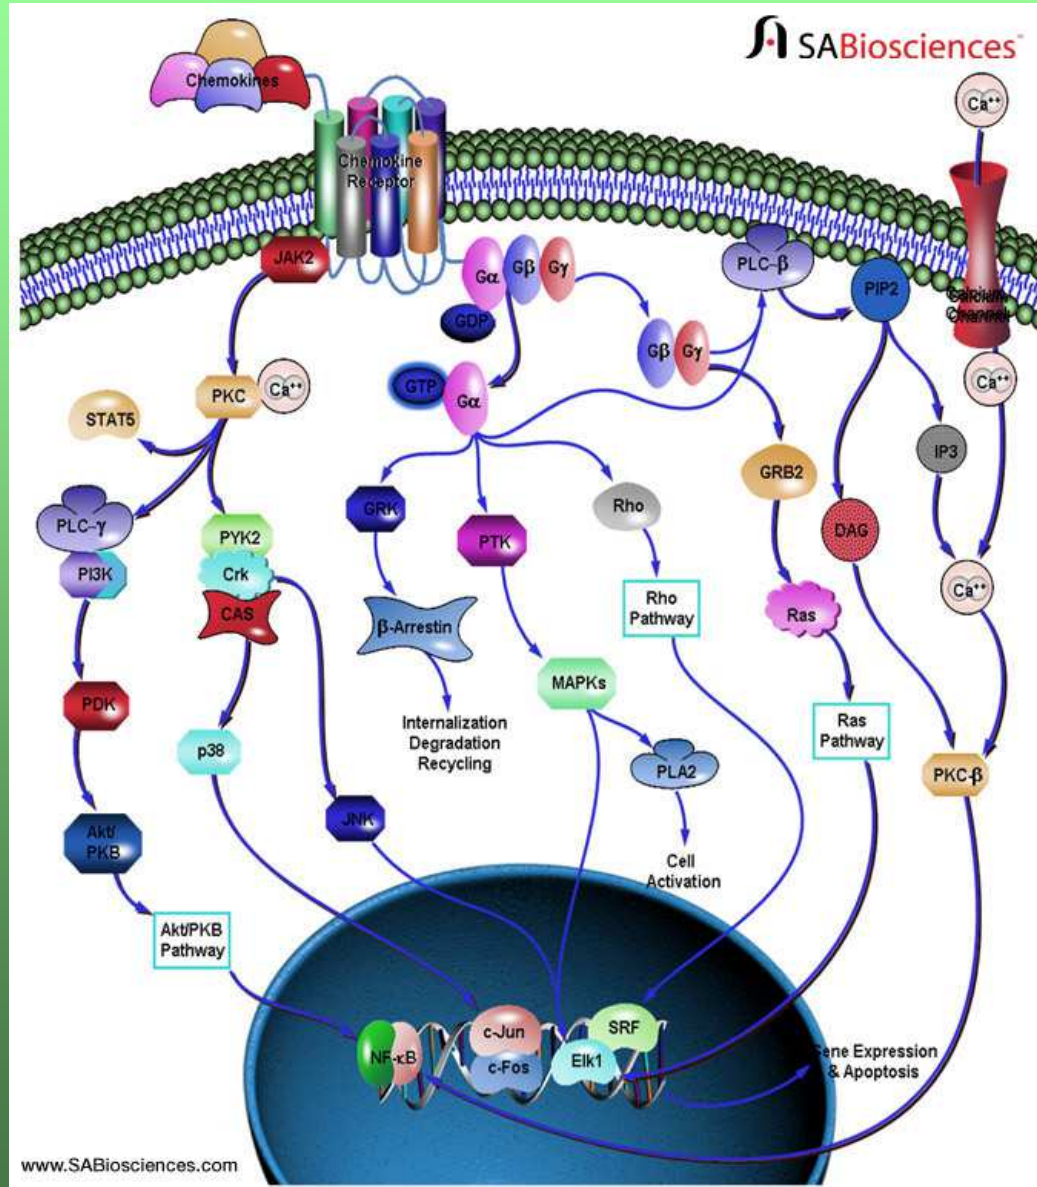 SABiosciences™
Chemokines
Ca⁺⁺
Chemokine
Receptor
JAK2
Gα
Gβ
Gγ
GDP
PLC-β
PIP2
Calcium
Channel
Gβ
Gγ
GTP
Gα
Ca⁺⁺
PKC
Ca⁺⁺
STAT5
GRB2
IP3
PLC-γ
PYK2
GRK
Rho
PTK
DAG
PI3K
Crk
CAS
β-Arrestin
Rho
Pathway
Ras
Ca⁺⁺
MAPKs
PDK
Internalization
Degradation
Recycling
p38
PLA2
Ras
Pathway
PKC-β
JNK
Akt/
PKB
Cell
Activation
Akt/PKB
Pathway
c-Jun
SRF
NF-κB
c-Fos
Elk1
Gene Expression
& Apoptosis
www.SABiosciences.com